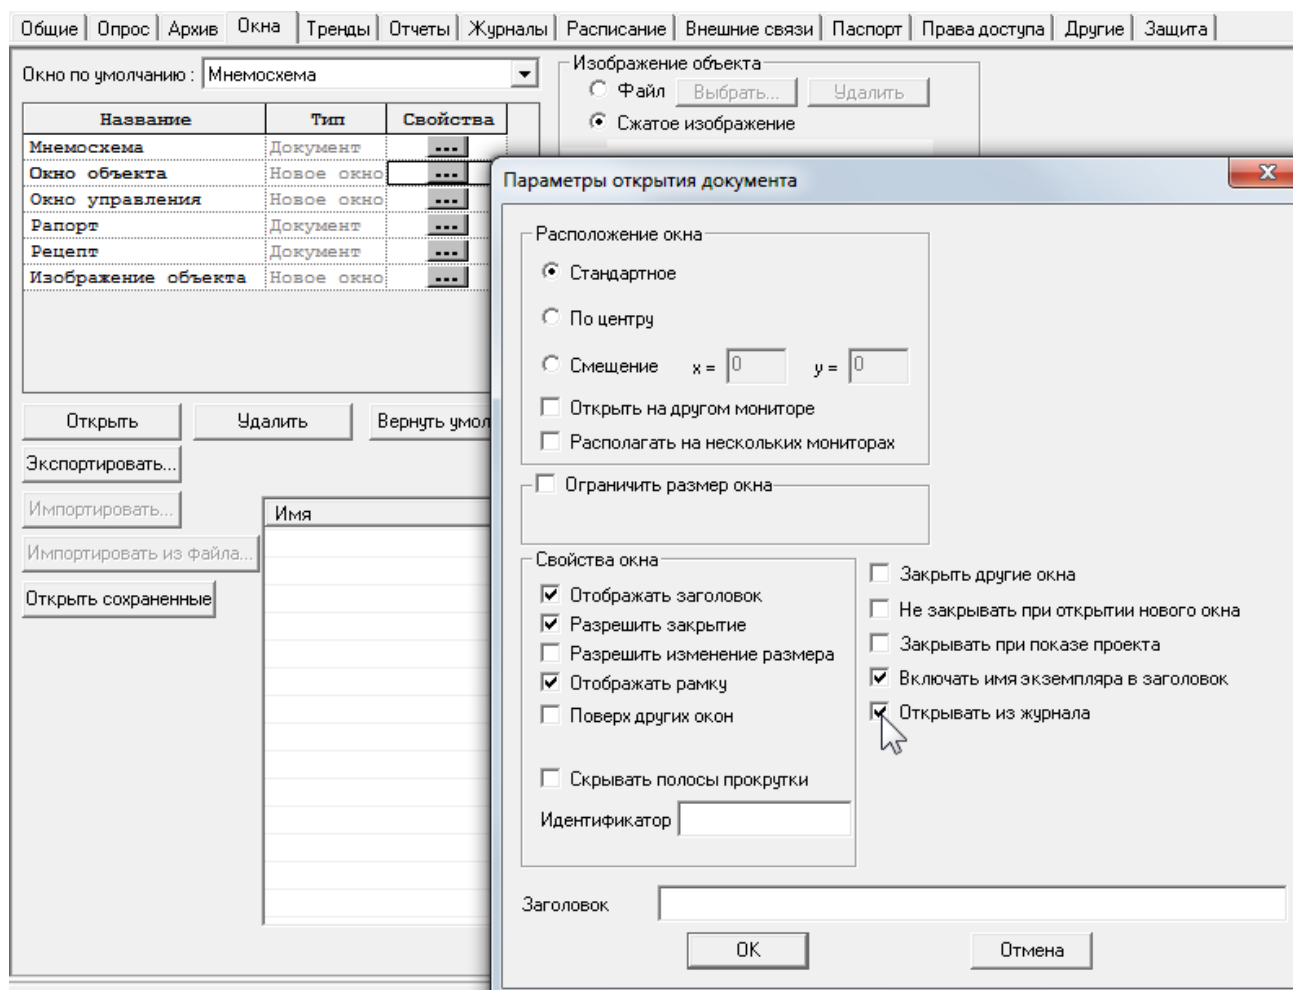 Общие Опрос Архив Окна Тренды Отчеты Журналы Расписание Внешние связи Паспорт Права доступа Другие Защита
Окно по умолчанию : Мнемосхема
Изображение объекта
Файл Выбрать... Удалить
Сжатое изображение
Название Тип Свойства
Мнемосхема Документ ...
Окно объекта Новое окно ...
Окно управления Новое окно ...
Рапорт Документ ...
Рецепт Документ ...
Изображение объекта Новое окно ...
Открыть Удалить Вернуть умол
Экспортировать...
Импортировать...
Импортировать из файла...
Открыть сохраненные
Имя
Параметры открытия документа
Расположение окна
Стандартное
По центру
Смещение x = 0 y = 0
Открыть на другом мониторе
Располагать на нескольких мониторах
Ограничить размер окна
Свойства окна
Отображать заголовок
Разрешить закрытие
Разрешить изменение размера
Отображать рамку
Поверх других окон
Скрывать полосы прокрутки
Идентификатор
Закрыть другие окна
Не закрывать при открытии нового окна
Закрывать при показе проекта
Включать имя экземпляра в заголовок
Открывать из журнала
Заголовок
OK Отмена